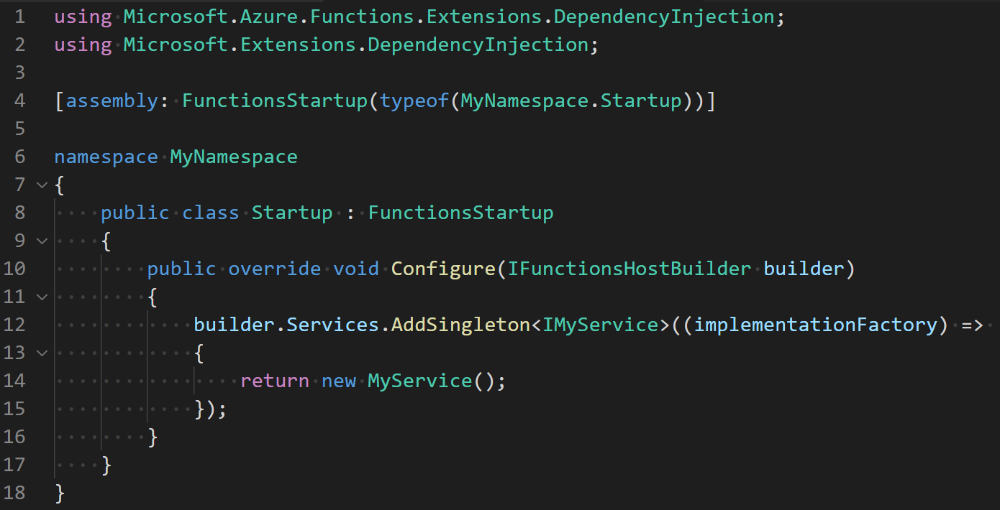 1 using Microsoft.Azure.Functions.Extensions.DependencyInjection;
2 using Microsoft.Extensions.DependencyInjection;
3
4 [assembly: FunctionsStartup(typeof(MyNamespace.Startup))]
5
6 namespace MyNamespace
7 {
8     public class Startup : FunctionsStartup
9     {
10         public override void Configure(IFunctionsHostBuilder builder)
11         {
12             builder.Services.AddSingleton<IMyService>((implementationFactory) =>
13             {
14                 return new MyService();
15             });
16         }
17     }
18 }